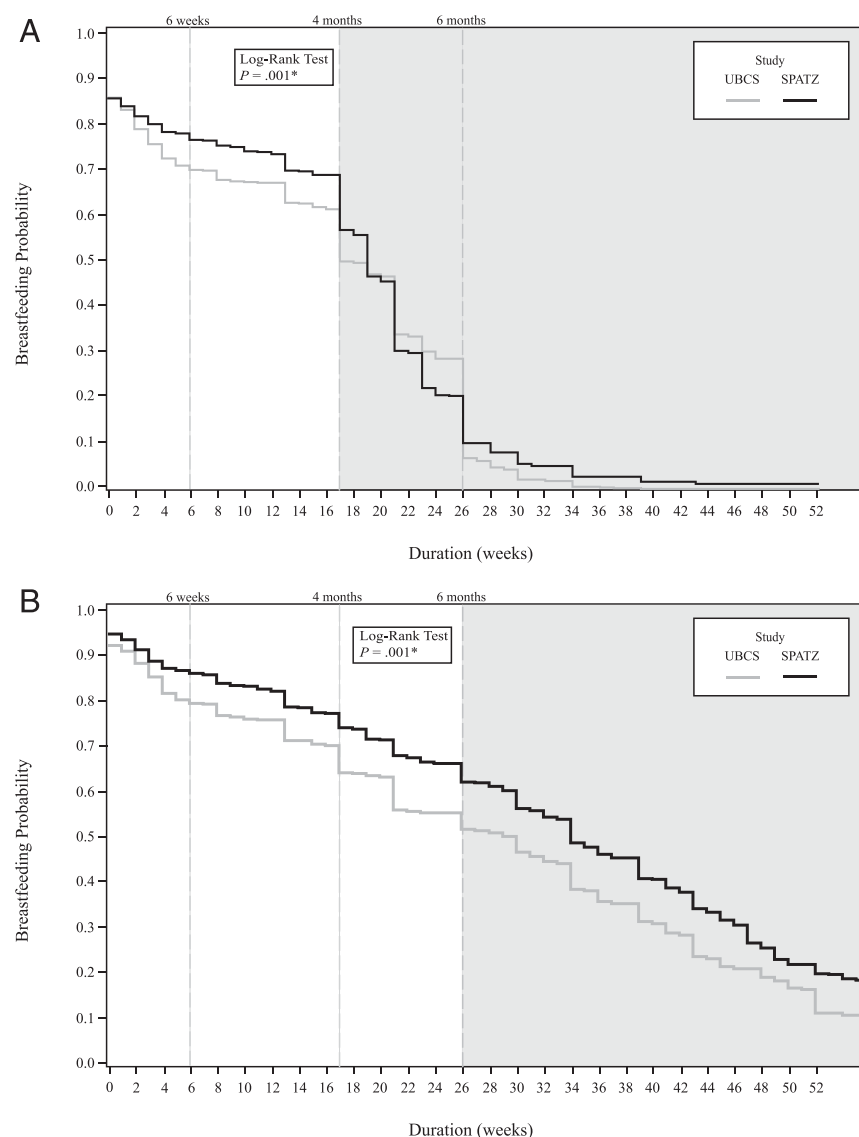 A
6 weeks 4 months 6 months
1.0
Log-Rank Test
P = .001*
Study
UBCS SPATZ
0.9
0.8
0.7
0.6
0.5
0.4
0.3
0.2
0.1
0.0
Breastfeeding Probability
0 2 4 6 8 10 12 14 16 18 20 22 24 26 28 30 32 34 36 38 40 42 44 46 48 50 52
Duration (weeks)
B
6 weeks 4 months 6 months
1.0
Log-Rank Test
P = .001*
Study
UBCS SPATZ
0.9
0.8
0.7
0.6
0.5
0.4
0.3
0.2
0.1
0.0
Breastfeeding Probability
0 2 4 6 8 10 12 14 16 18 20 22 24 26 28 30 32 34 36 38 40 42 44 46 48 50 52
Duration (weeks)